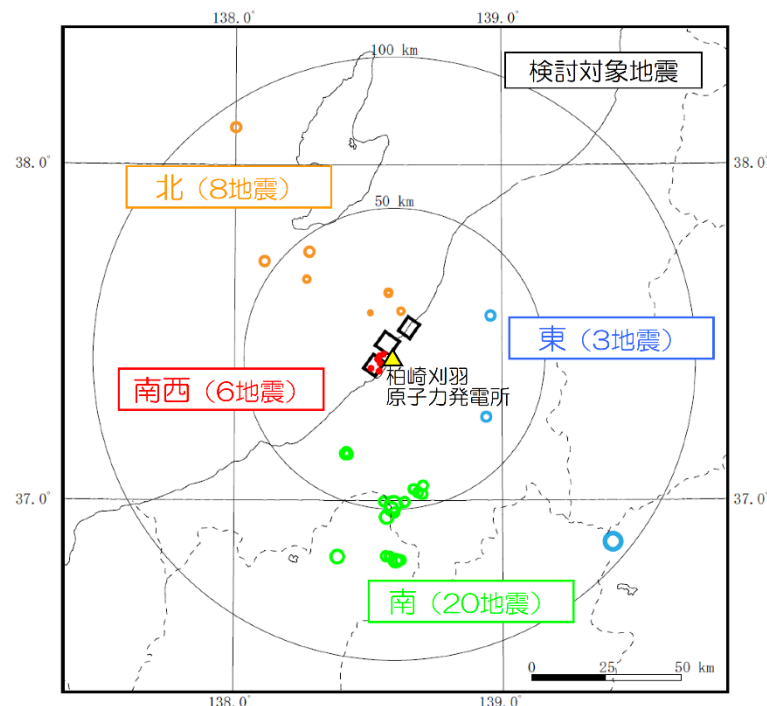 138.0°
139.0°
100 km
検討対象地震
38.0°
38.0°
北（8地震）
50 km
東（3地震）
南西（6地震）
柏崎刈羽
原子力発電所
37.0°
37.0°
南（20地震）
0 25 50 km
138.0°
139.0°